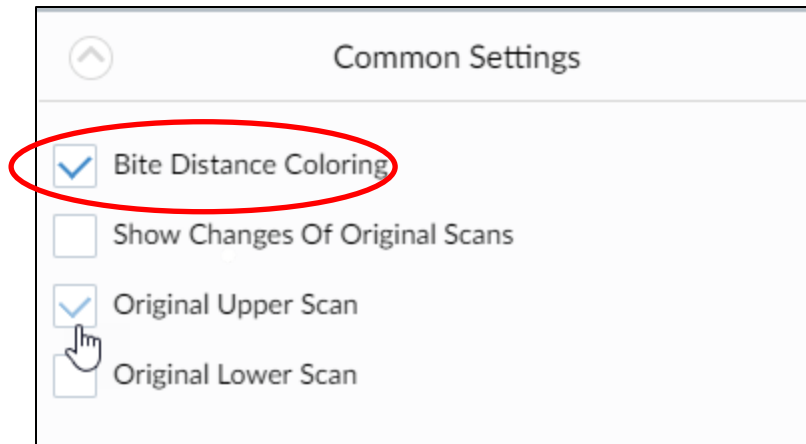 Common Settings
Bite Distance Coloring
Show Changes Of Original Scans
Original Upper Scan
Original Lower Scan